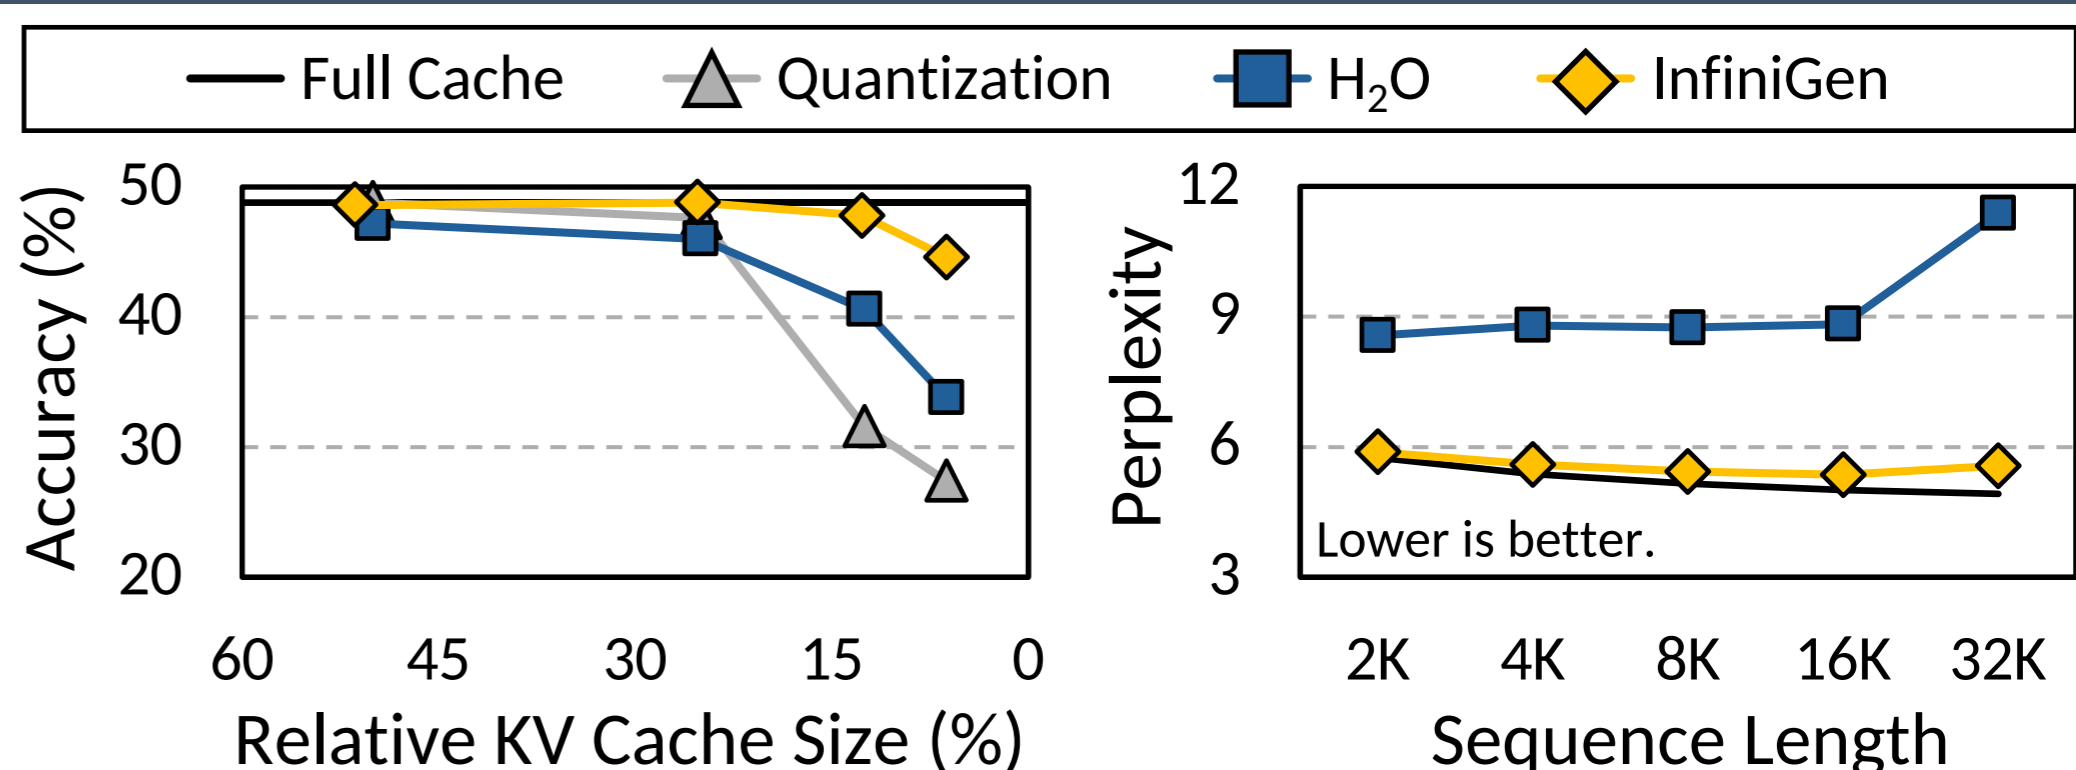 Full Cache Quantization H₂O InfiniGen
Accuracy (%)
50
40
30
20
60 45 30 15 0
Relative KV Cache Size (%)
Perplexity
12
9
6
3
Lower is better.
2K 4K 8K 16K 32K
Sequence Length